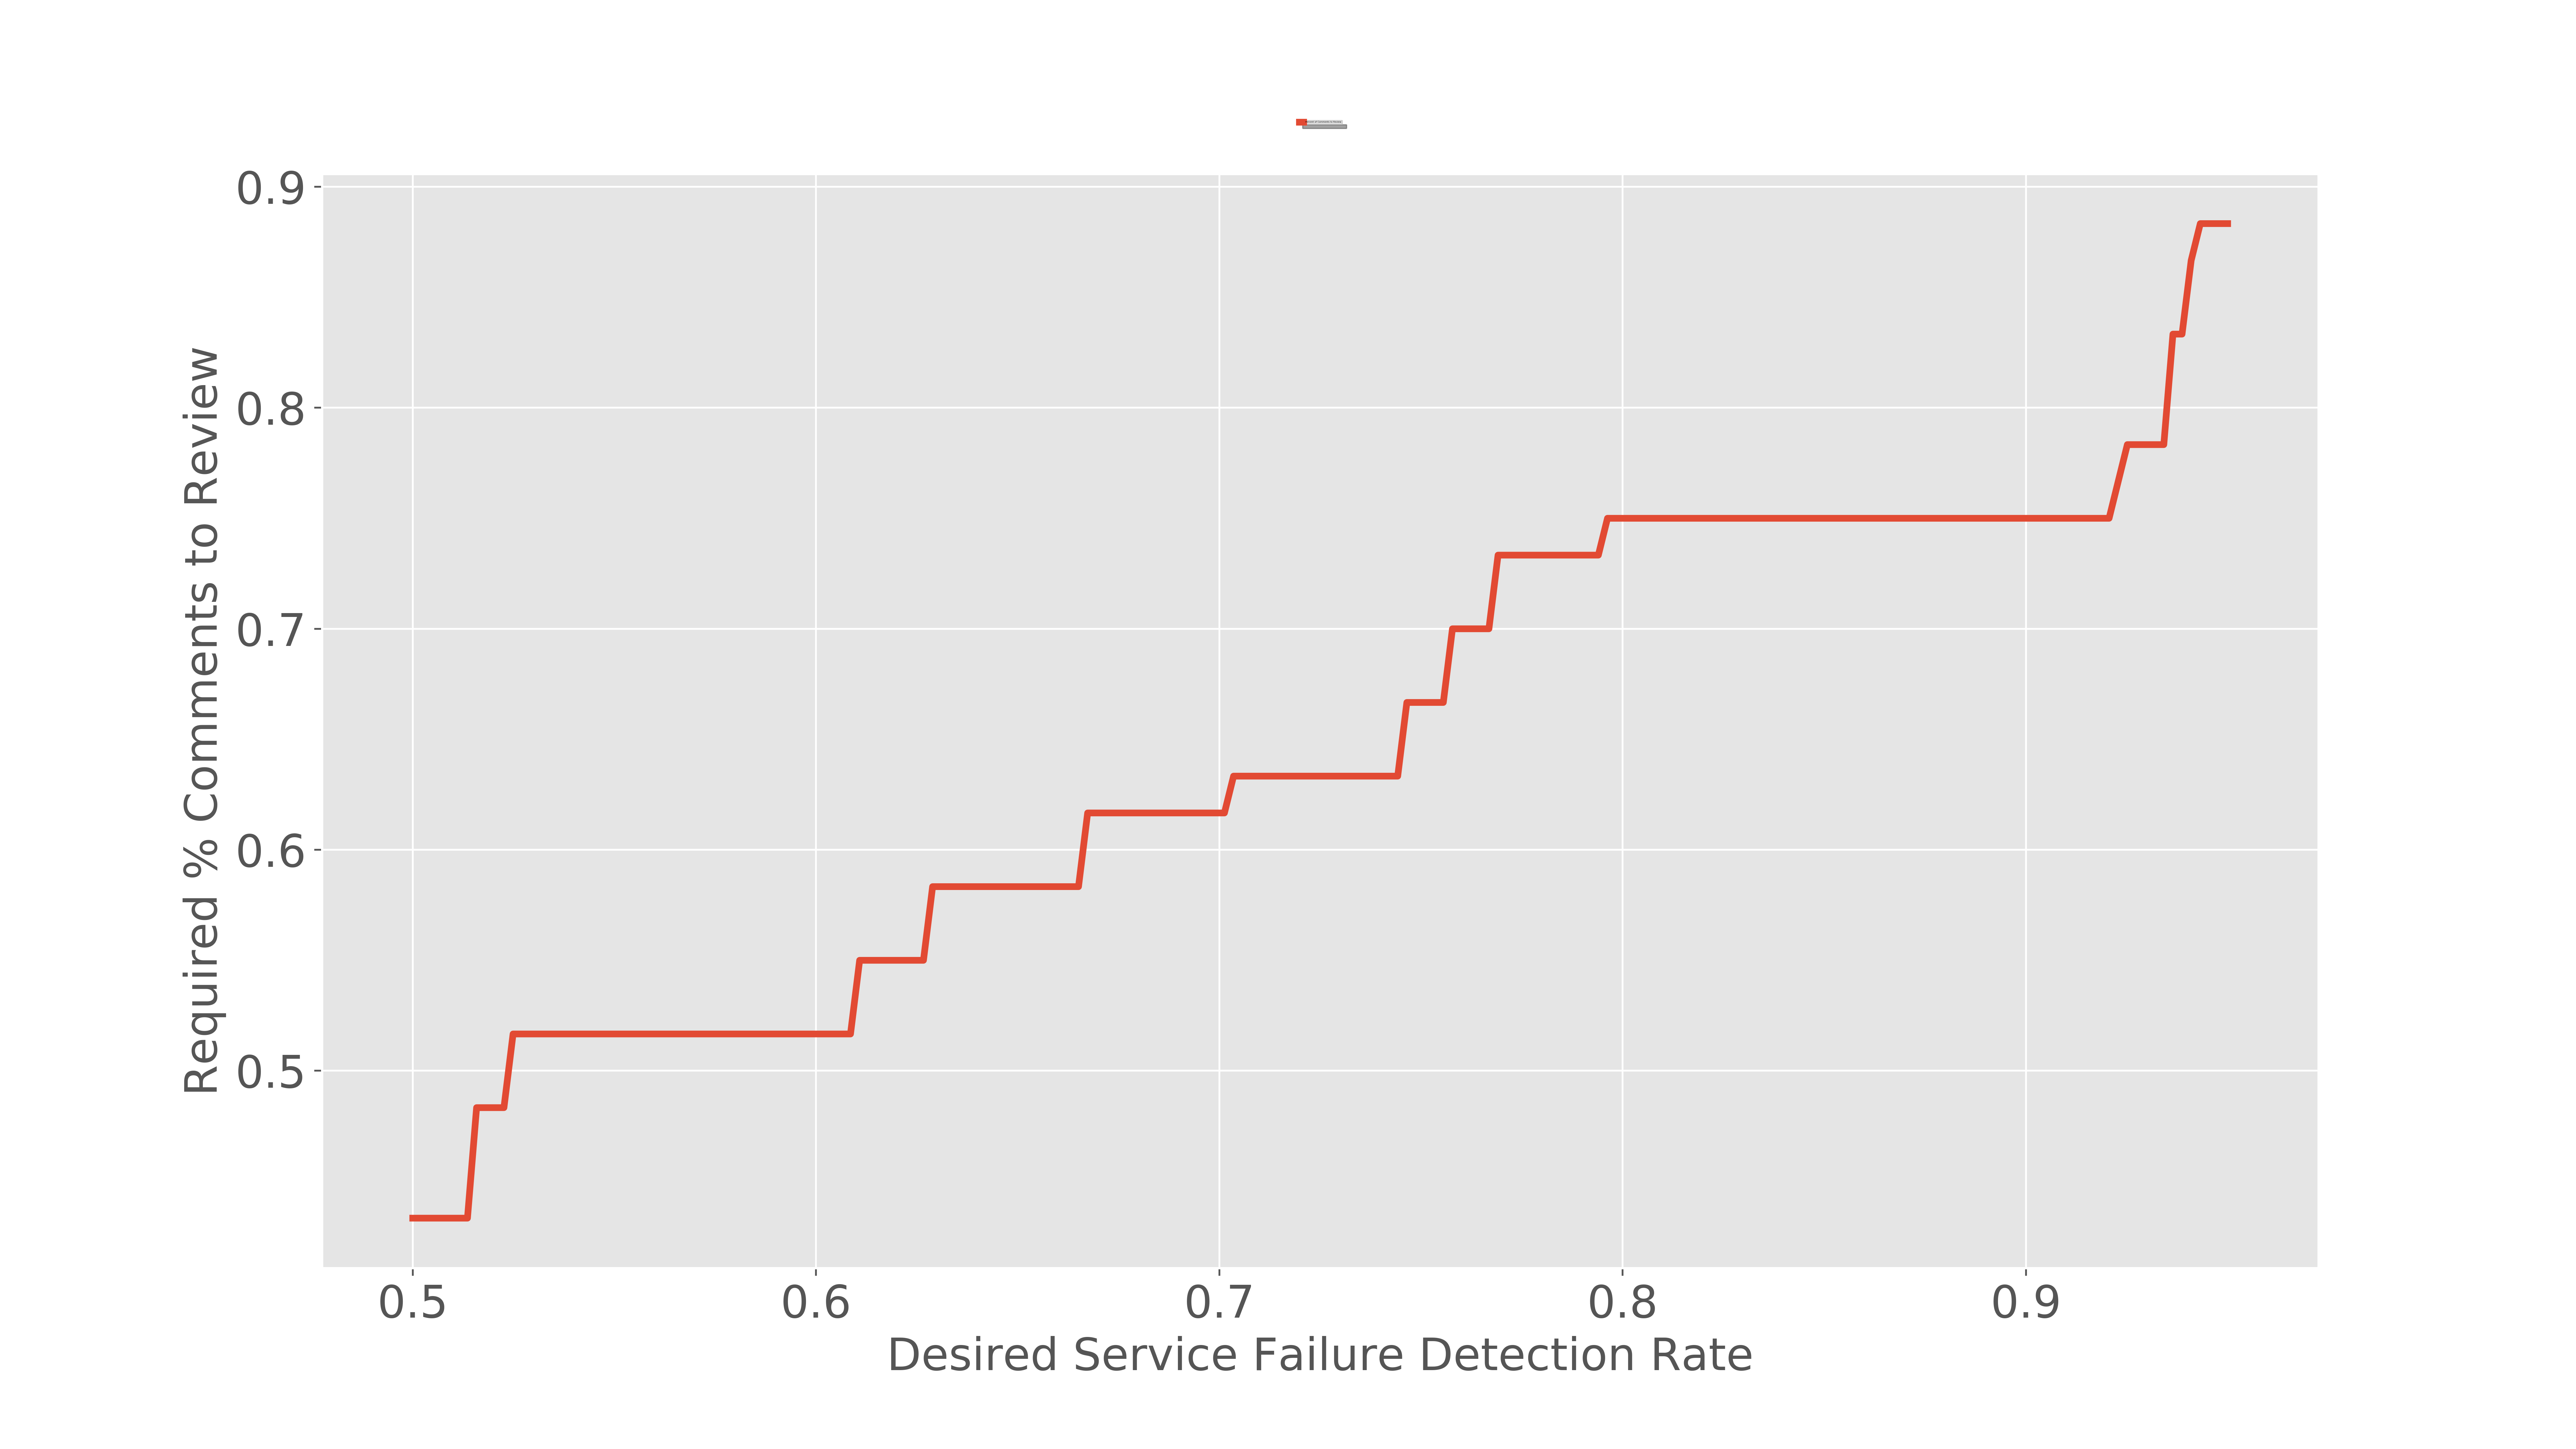 0.9
0.8
0.7
0.6
0.5
Required % Comments to Review
0.5 0.6 0.7 0.8 0.9
Desired Service Failure Detection Rate